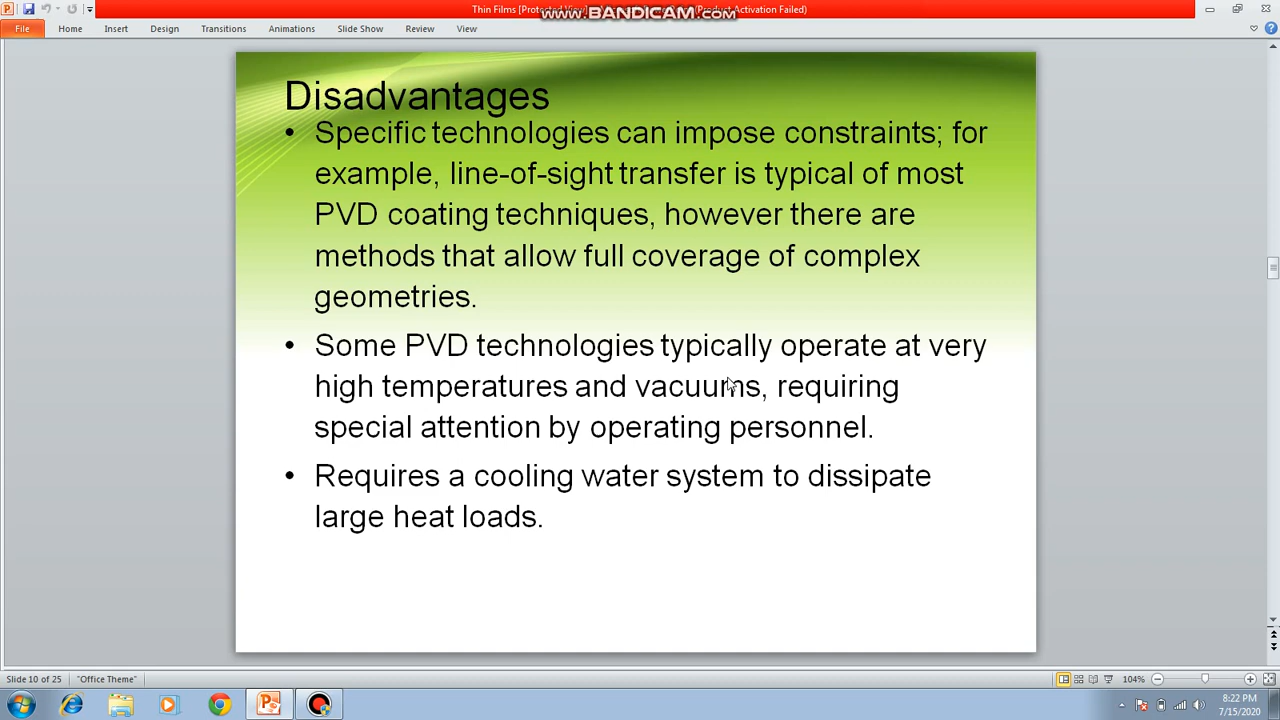 Thin Films [Protected View] (Product Activation Failed)
www.BANDICAM.com
File Home Insert Design Transitions Animations Slide Show Review View
Disadvantages
• Specific technologies can impose constraints; for
example, line-of-sight transfer is typical of most
PVD coating techniques, however there are
methods that allow full coverage of complex
geometries.
• Some PVD technologies typically operate at very
high temperatures and vacuums, requiring
special attention by operating personnel.
• Requires a cooling water system to dissipate
large heat loads.
Slide 10 of 25 "Office Theme" 104%
8:22 PM
7/15/2020